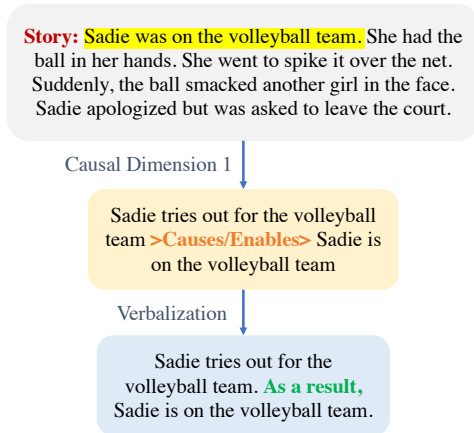 Story: Sadie was on the volleyball team. She had the
ball in her hands. She went to spike it over the net.
Suddenly, the ball smacked another girl in the face.
Sadie apologized but was asked to leave the court.
Causal Dimension 1
Sadie tries out for the volleyball
team >Causes/Enables> Sadie is
on the volleyball team
Verbalization
Sadie tries out for the
volleyball team. As a result,
Sadie is on the volleyball team.